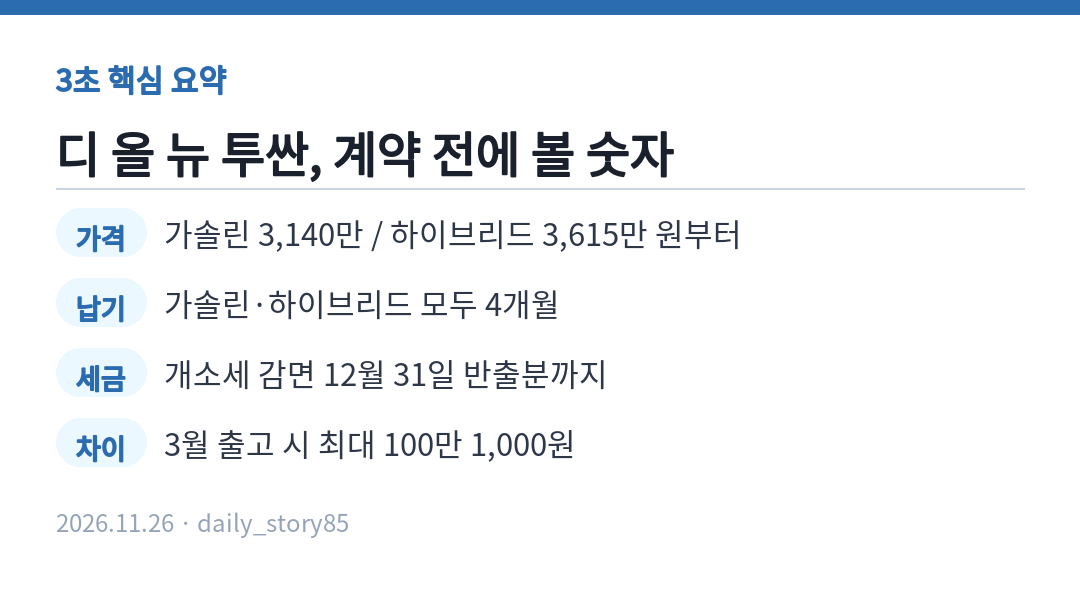 3초 핵심 요약
디 올 뉴 투싼, 계약 전에 볼 숫자
가격 가솔린 3,140만 / 하이브리드 3,615만 원부터
납기 가솔린·하이브리드 모두 4개월
세금 개소세 감면 12월 31일 반출분까지
차이 3월 출고 시 최대 100만 1,000원
2026.11.26 · daily_story85